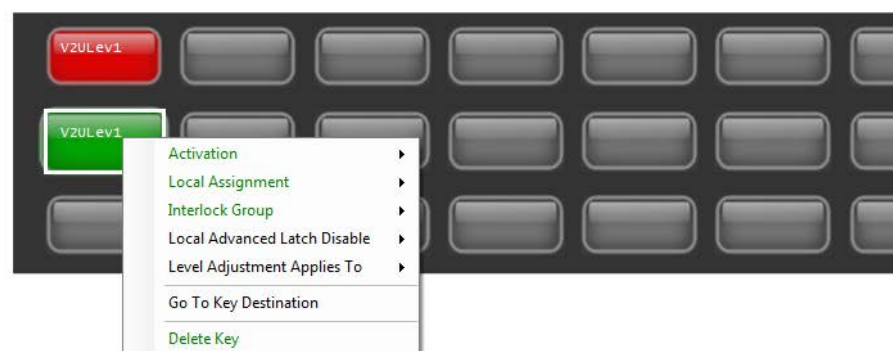 V2ULev1
V2ULev1
Activation
Local Assignment
Interlock Group
Local Advanced Latch Disable
Level Adjustment Applies To
Go To Key Destination
Delete Key